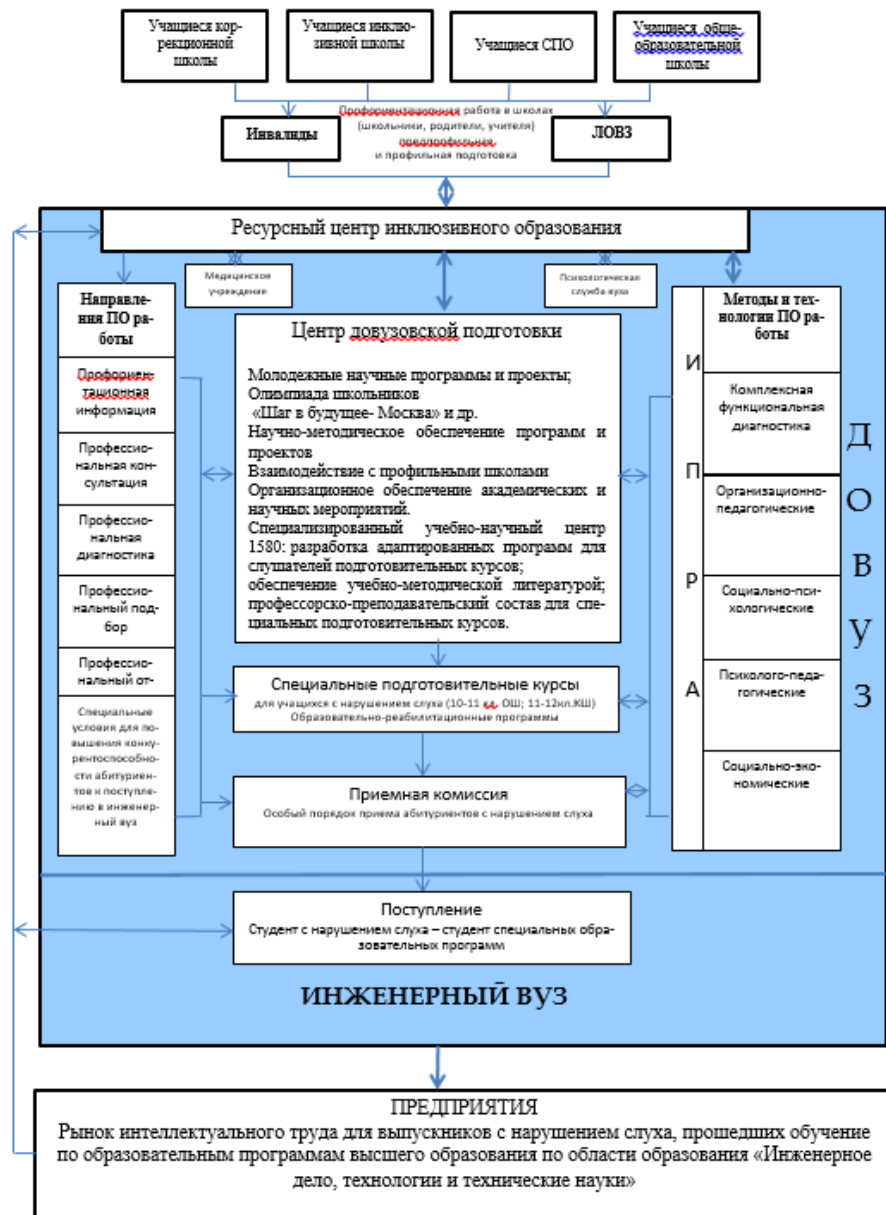 Учащиеся кор-
рекционной
школы
Учащиеся инклю-
зивной школы
Учащиеся СПО
Учащиеся обще-
образовательной
школы
Профориентационная работа в школах
(школьники, родители, учителя)
предпрофильная
и профильная подготовка
Инвалиды
ЛОВЗ
Ресурсный центр инклюзивного образования
Медицинское
учреждение
Психологическая
служба вуза
Направле-
ния ПО ра-
боты
Профориен-
тационная
информация
Профессио-
нальная кон-
сультация
Профессио-
нальная
диагностика
Профессио-
нальный под-
бор
Профессио-
нальный от-
Специальные
условия для по-
вышения конку-
рентоспособно-
сти абитуриен-
тов к поступле-
нию в инженер-
ный вуз
Центр довузовской подготовки
Молодежные научные программы и проекты;
Олимпиада школьников
«Шаг в будущее- Москва» и др.
Научно-методическое обеспечение программ и
проектов
Взаимодействие с профильными школами
Организационное обеспечение академических и
научных мероприятий.
Специализированный учебно-научный центр
1580: разработка адаптированных программ для
слушателей подготовительных курсов;
обеспечение учебно-методической литературой;
профессорско-преподавательский состав для спе-
циальных подготовительных курсов.
Специальные подготовительные курсы
для учащихся с нарушением слуха (10-11 кл. ОШ; 11-12кл.КШ)
Образовательно-реабилитационные программы
Приемная комиссия
Особый порядок приема абитуриентов с нарушением слуха
И
П
Р
А
Методы и тех-
нологии ПО ра-
боты
Комплексная
функциональная
диагностика
Организационно-
педагогические
Социально-пси-
хологические
Психолого-педа-
гогические
Социально-эко-
номические
Д
О
В
У
З
Поступление
Студент с нарушением слуха – студент специальных обра-
зовательных программ
ИНЖЕНЕРНЫЙ ВУЗ
ПРЕДПРИЯТИЯ
Рынок интеллектуального труда для выпускников с нарушением слуха, прошедших обучение
по образовательным программам высшего образования по области образования «Инженерное
дело, технологии и технические науки»